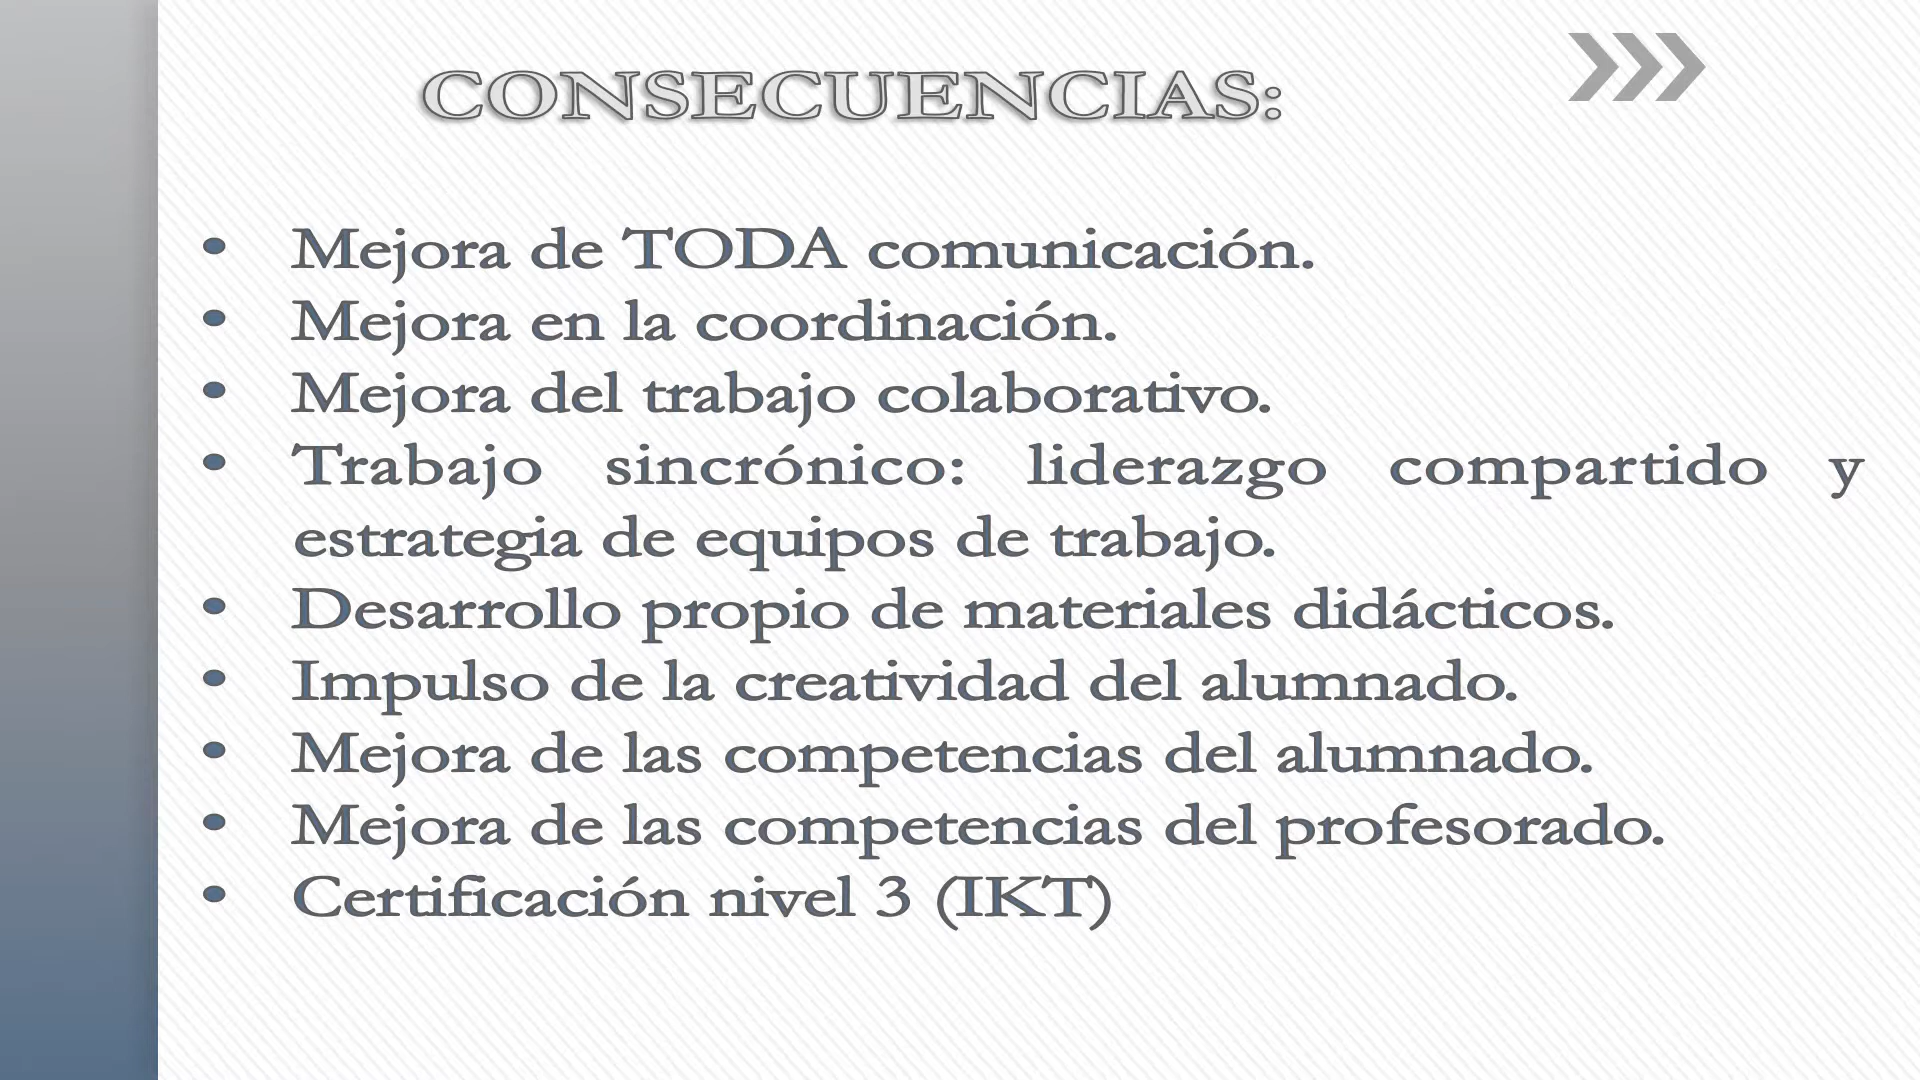 CONSECUENCIAS:
• Mejora de TODA comunicación.
• Mejora en la coordinación.
• Mejora del trabajo colaborativo.
• Trabajo sincrónico: liderazgo compartido y
estrategia de equipos de trabajo.
• Desarrollo propio de materiales didácticos.
• Impulso de la creatividad del alumnado.
• Mejora de las competencias del alumnado.
• Mejora de las competencias del profesorado.
• Certificación nivel 3 (IKT)